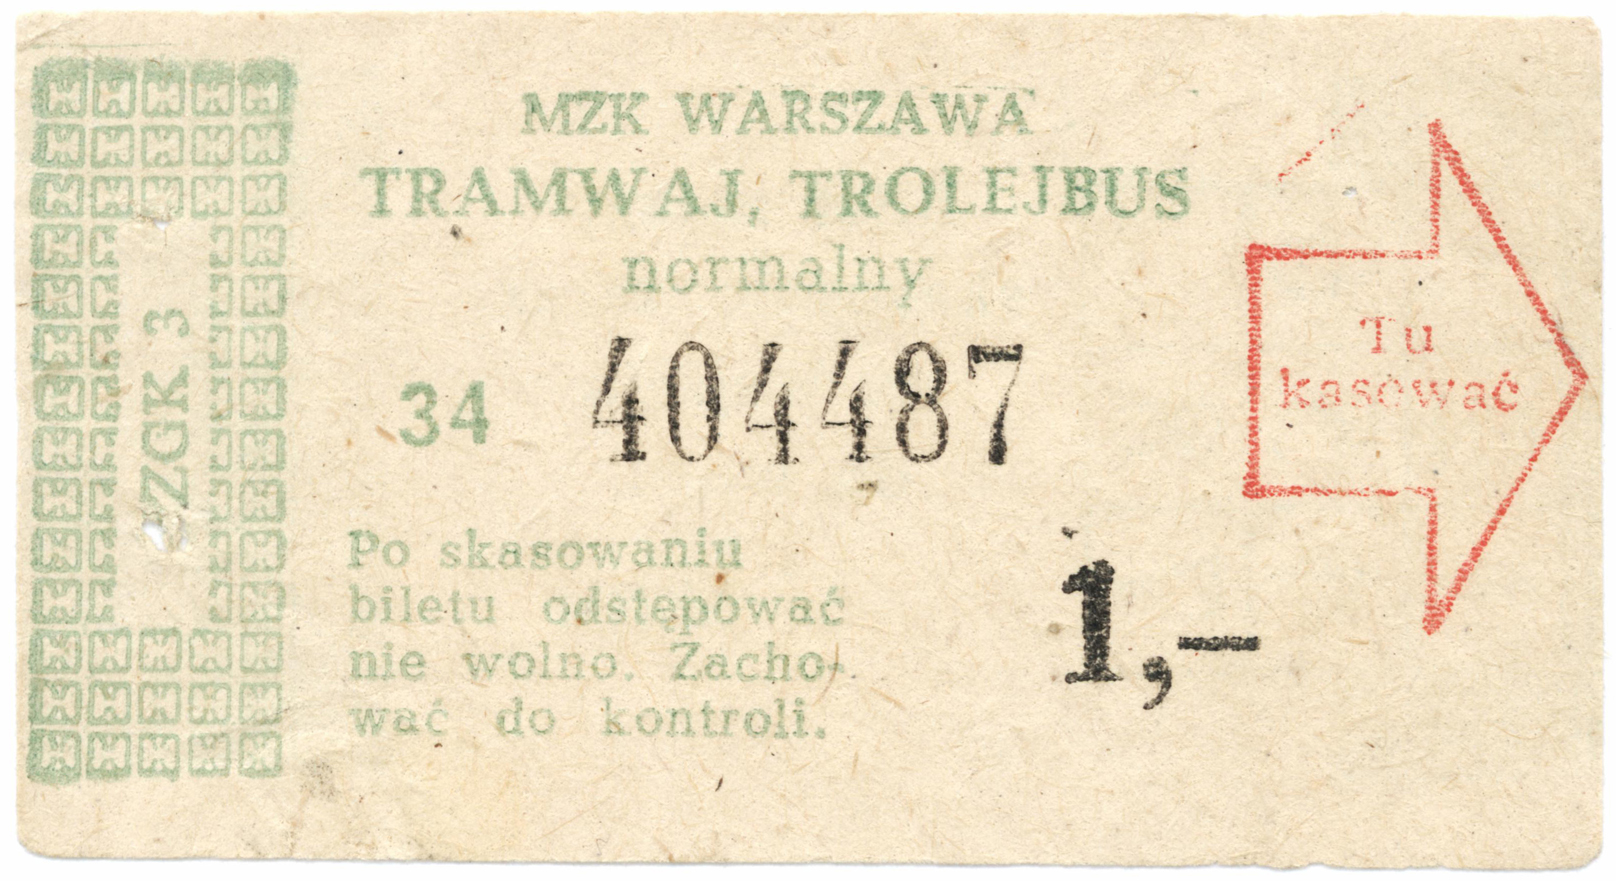 MZK WARSZAWA
TRAMWAJ, TROLEJBUS
normalny
34 404487
Po skasowaniu
biletu odstępować
nie wolno. Zacho-
wać do kontroli.
1,—
ZGK 3
Tu
kasować